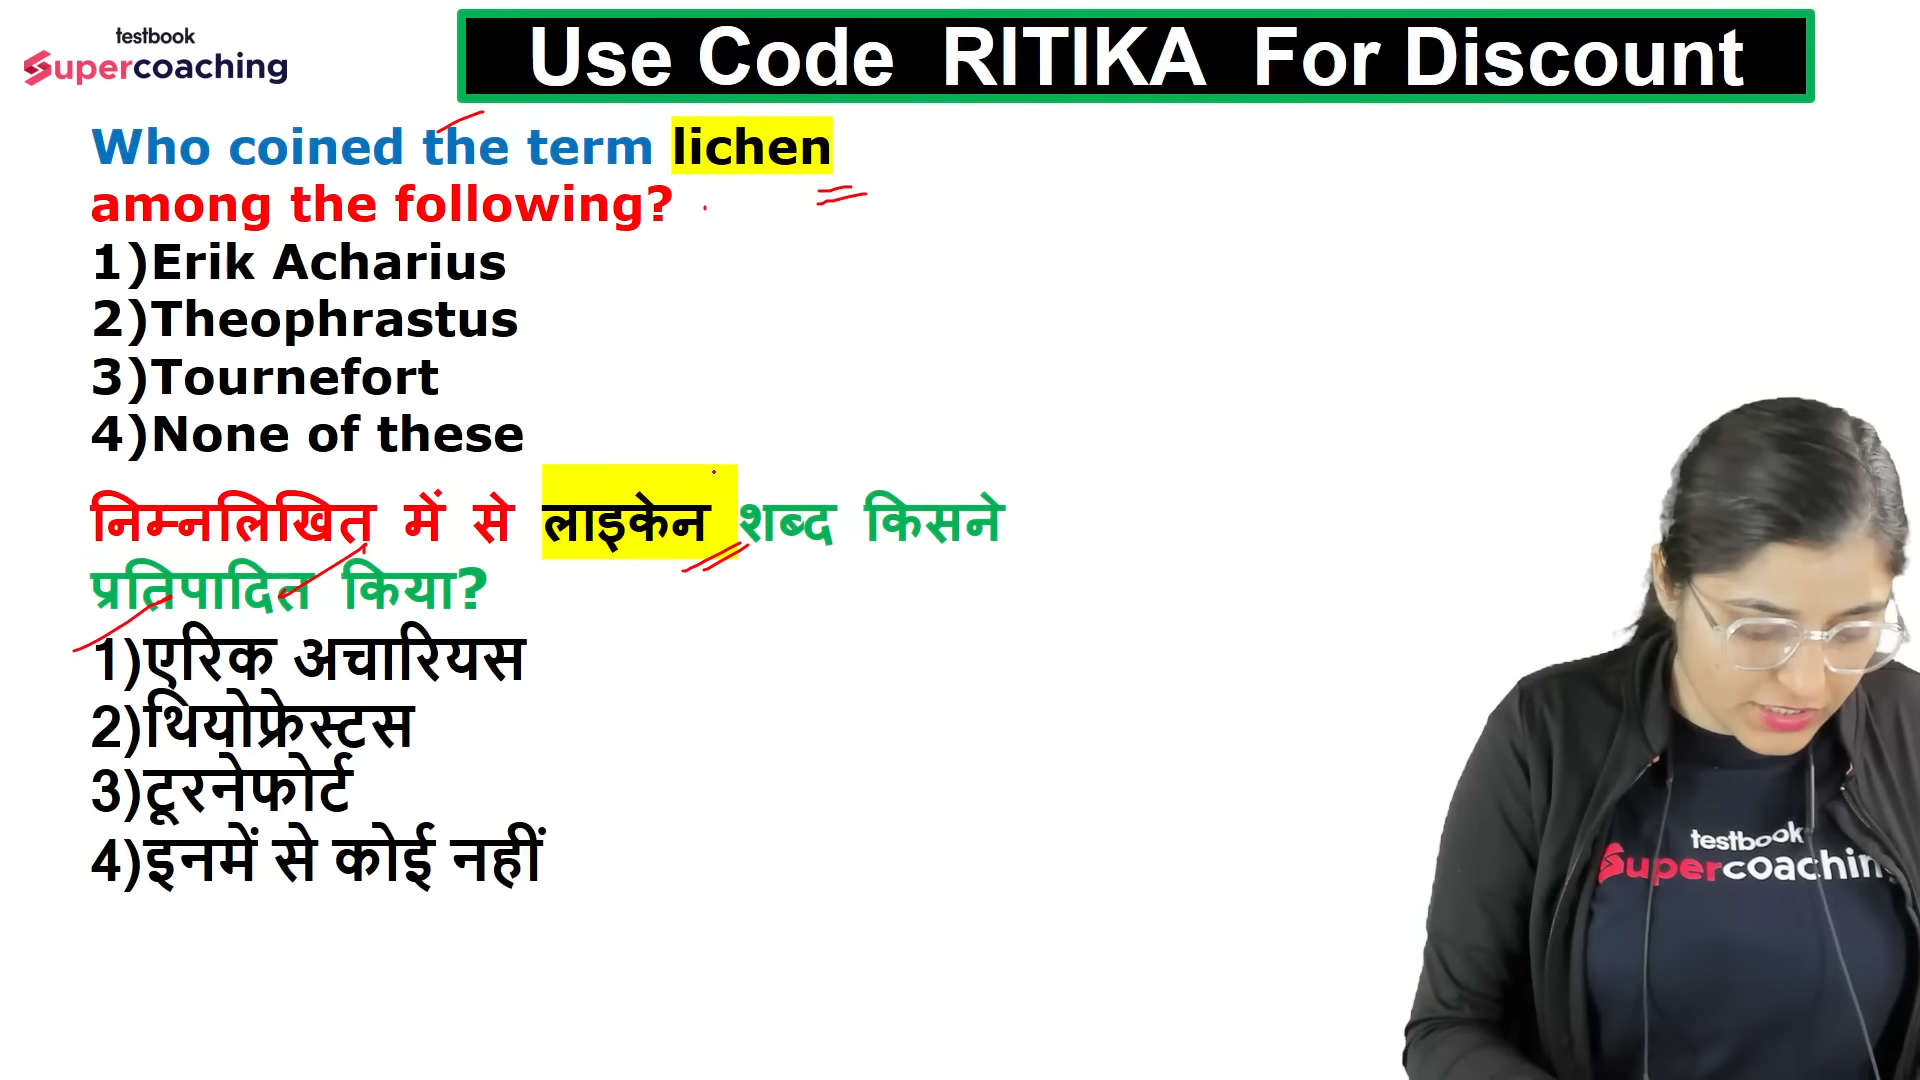 testbook
Supercoaching
Use Code RITIKA For Discount
Who coined the term lichen
among the following?
1)Erik Acharius
2)Theophrastus
3)Tournefort
4)None of these
निम्नलिखित में से लाइकेन शब्द किसने
प्रतिपादित किया?
1)एरिक अचारियस
2)थियोफ्रेस्टस
3)टूरनेफोर्ट
4)इनमें से कोई नहीं
testbook
Supercoaching